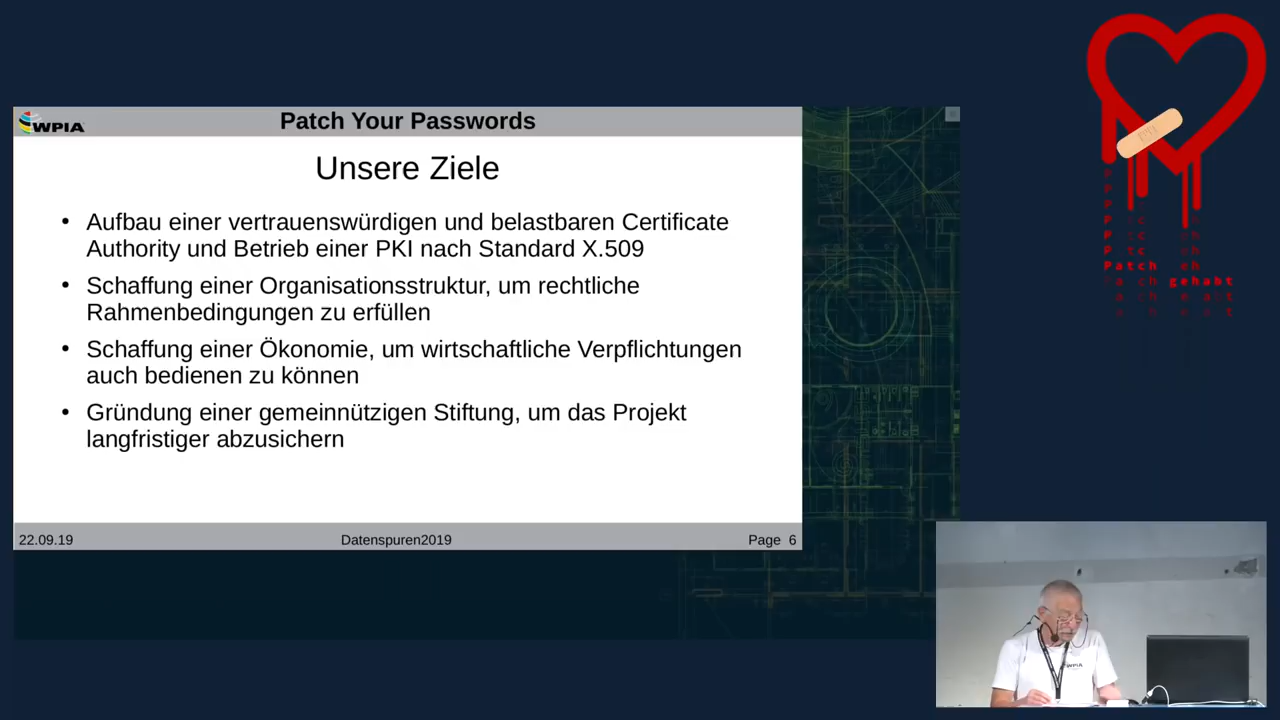 WPIA
Patch Your Passwords
Unsere Ziele
• Aufbau einer vertrauenswürdigen und belastbaren Certificate
Authority und Betrieb einer PKI nach Standard X.509
• Schaffung einer Organisationsstruktur, um rechtliche
Rahmenbedingungen zu erfüllen
• Schaffung einer Ökonomie, um wirtschaftliche Verpflichtungen
auch bedienen zu können
• Gründung einer gemeinnützigen Stiftung, um das Projekt
langfristiger abzusichern
22.09.19
Datenspuren2019
Page 6
Patch eh
gehabt
WPIA